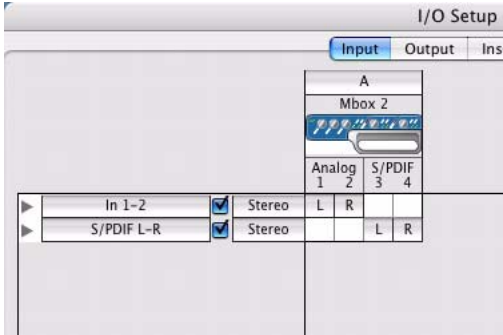 I/O Setup
Input Output Ins
A
Mbox 2
Analog S/PDIF
1 2 3 4
In 1-2 Stereo L R
S/PDIF L-R Stereo L R